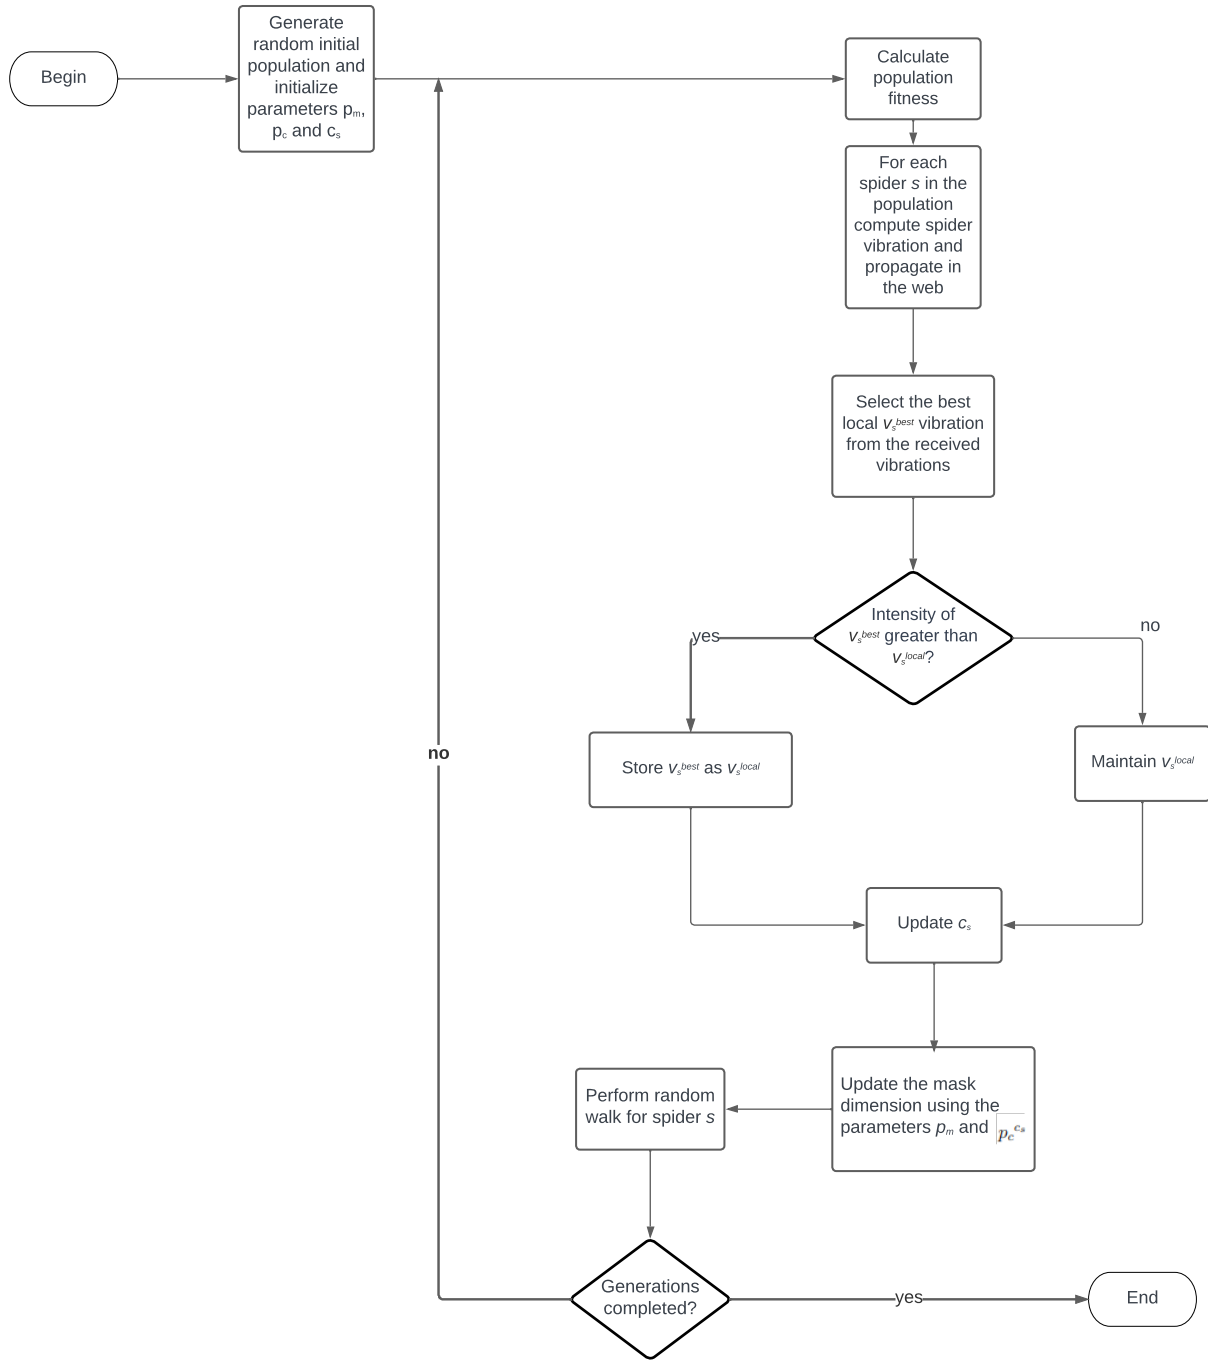 Begin
Generate
random initial
population and
initialize
parameters pₘ,
p_c and cₛ
Calculate
population
fitness
For each
spider s in the
population
compute spider
vibration and
propagate in
the web
Select the best
local vₛᵇᵉˢᵗ vibration
from the received
vibrations
Intensity of
vₛᵇᵉˢᵗ greater than
vₛˡᵒᶜᵃˡ?
yes
no
Store vₛᵇᵉˢᵗ as vₛˡᵒᶜᵃˡ
Maintain vₛˡᵒᶜᵃˡ
no
Update cₛ
Update the mask
dimension using the
parameters pₘ and p_c^cₛ
Perform random
walk for spider s
Generations
completed?
yes
End